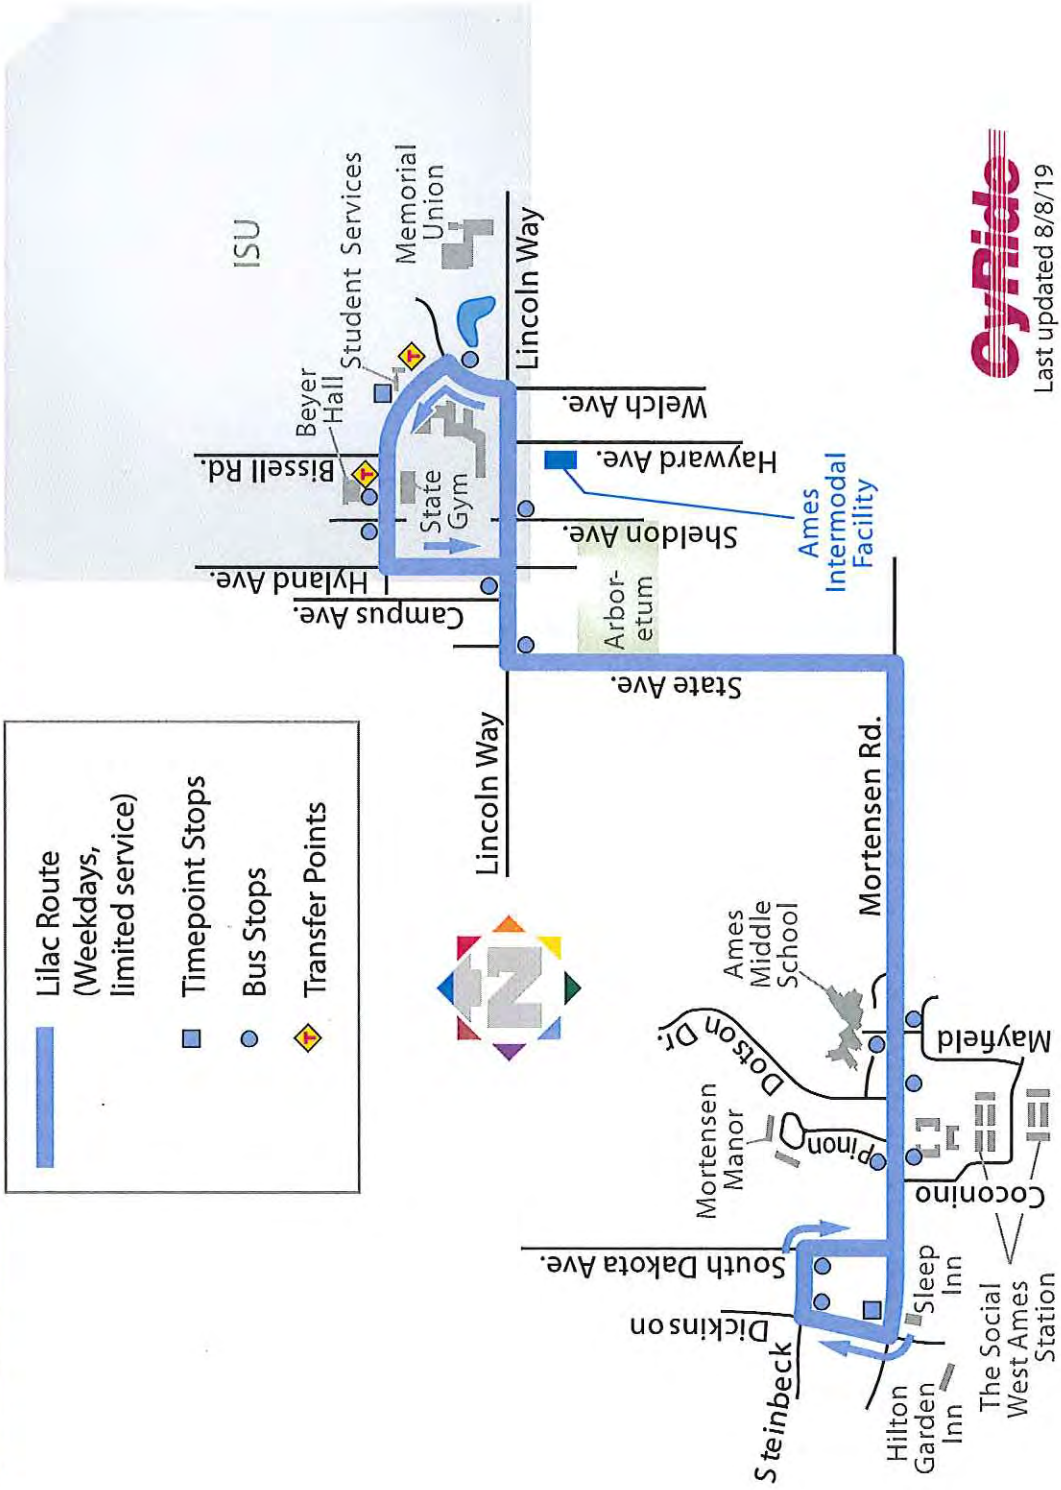 Lilac Route
(Weekdays,
limited service)
Timepoint Stops
Bus Stops
Transfer Points
ISU
Beyer
Hall
Student Services
Memorial
Union
Bissell Rd.
State
Gym
Hyland Ave.
Campus Ave.
Sheldon Ave.
Hayward Ave.
Welch Ave.
Lincoln Way
Lincoln Way
Arbor-
etum
State Ave.
Ames
Intermodal
Facility
N
T
T
T
Mortensen Rd.
Ames
Middle
School
Dotson Dr.
Mortensen
Manor
Pinon
Mayfield
Coconino
South Dakota Ave.
Dickinson
Steinbeck
Sleep
Inn
Hilton
Garden
Inn
The Social
West Ames
Station
CyRide
Last updated 8/8/19